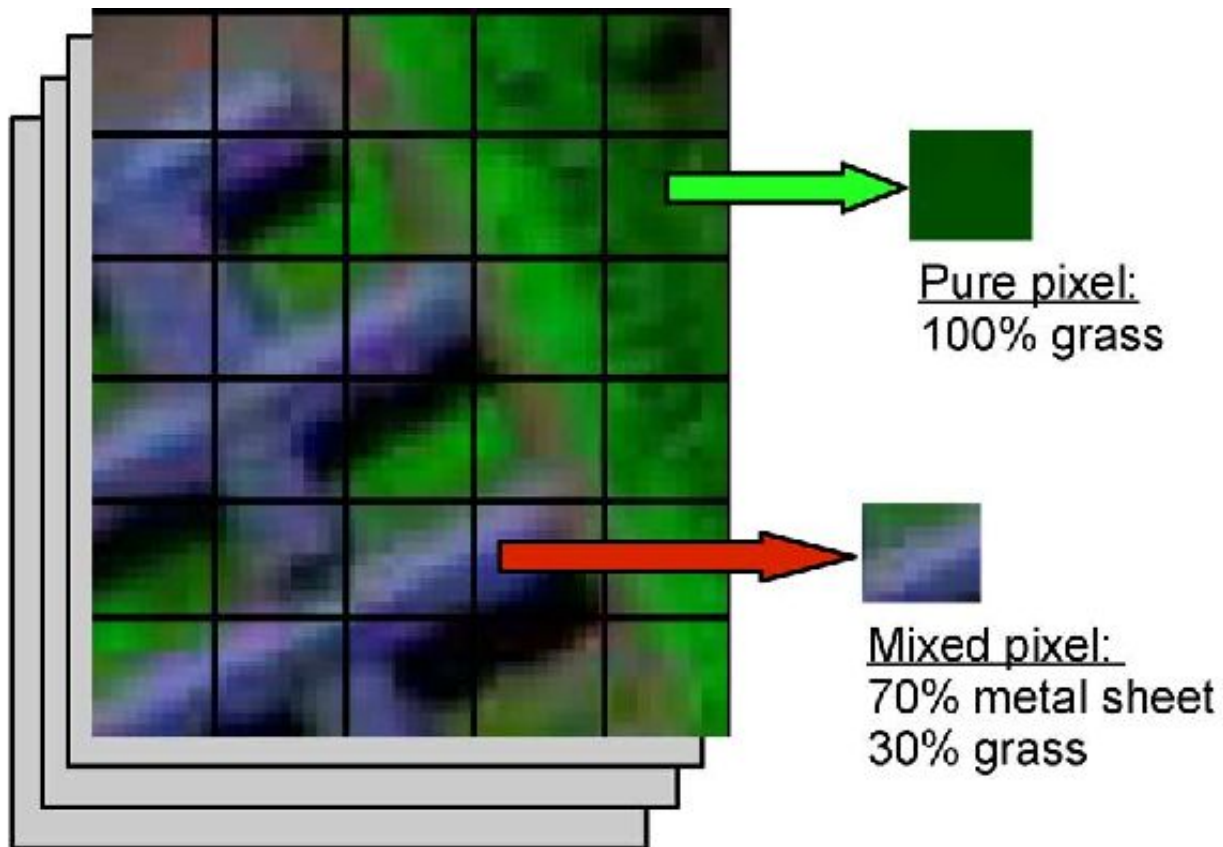 Pure pixel:
100% grass
Mixed pixel:
70% metal sheet
30% grass